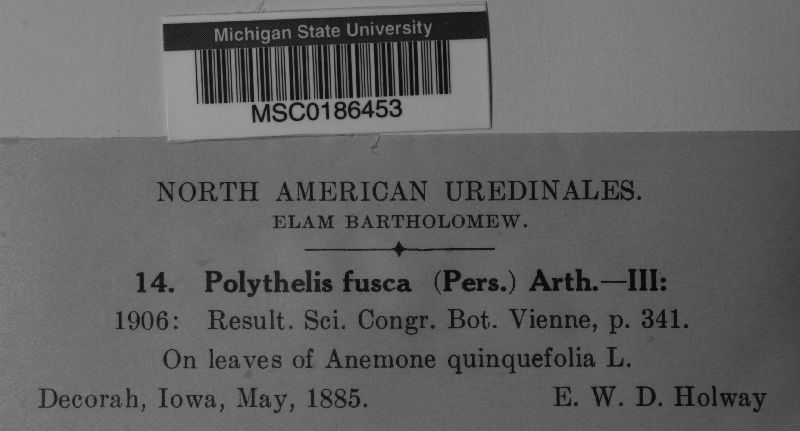 Michigan State University
MSC0186453
NORTH AMERICAN UREDINALES.
ELAM BARTHOLOMEW.
14. Polythelis fusca (Pers.) Arth.—III:
1906: Result. Sci. Congr. Bot. Vienne, p. 341.
On leaves of Anemone quinquefolia L.
Decorah, Iowa, May, 1885. E. W. D. Holway